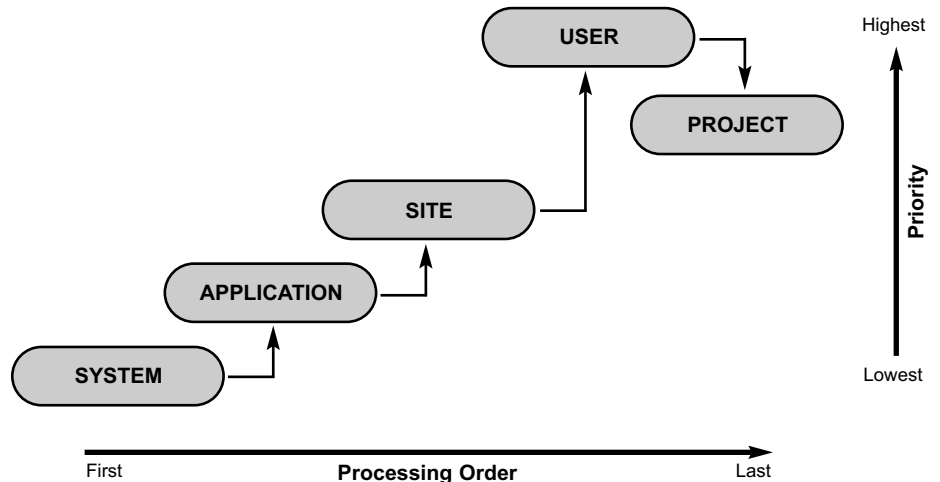 USER
Highest
PROJECT
Priority
SITE
APPLICATION
SYSTEM
Lowest
First
Processing Order
Last